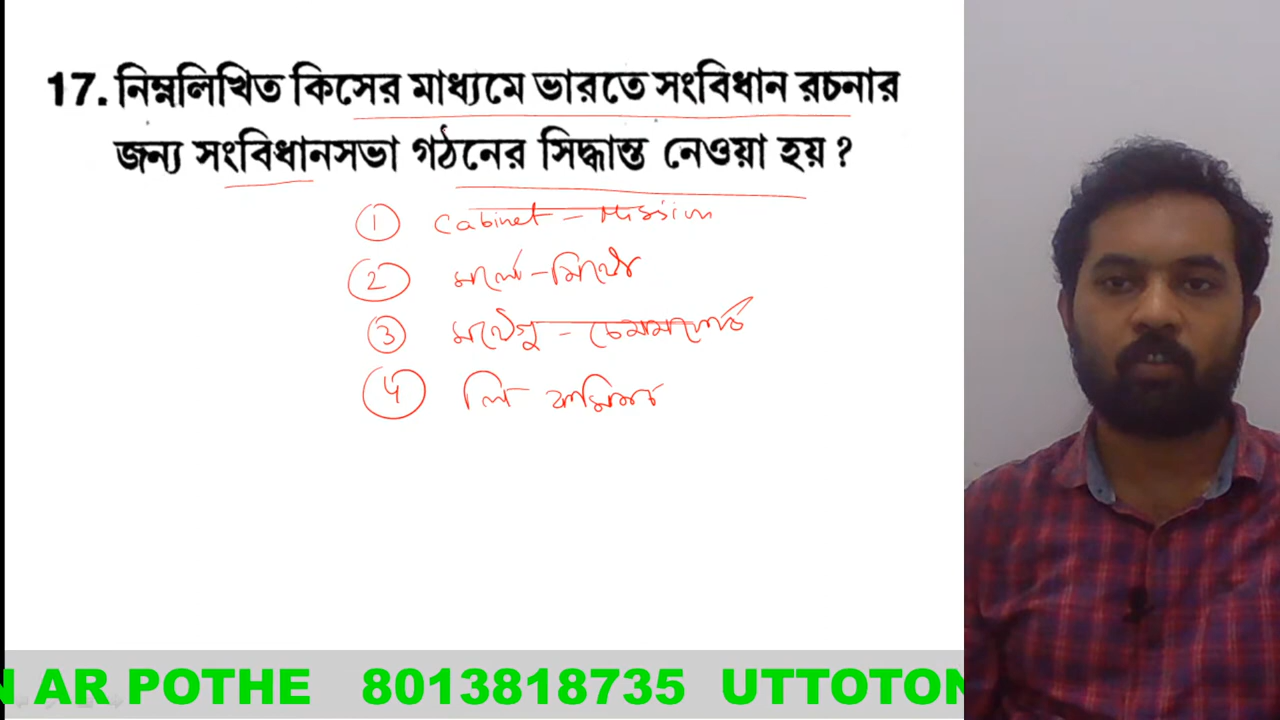 17. নিম্নলিখিত কিসের মাধ্যমে ভারতে সংবিধান রচনার
জন্য সংবিধানসভা গঠনের সিদ্ধান্ত নেওয়া হয় ?
1 Cabinet - Mission
2 মর্লে - মিন্টো
3 মন্টেগু - চেমসফোর্ড
4 লি কমিশন
N AR POTHE 8013818735 UTTOTON